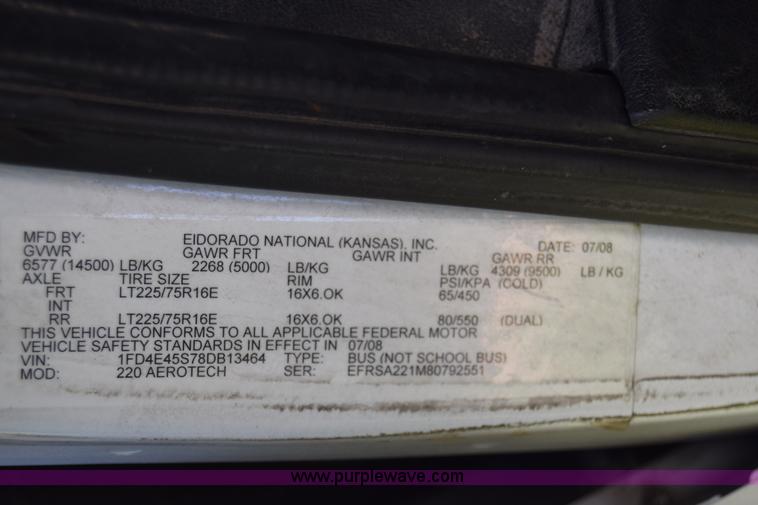 MFD BY: EIDORADO NATIONAL (KANSAS), INC. DATE: 07/08
GVWR GAWR FRT GAWR INT GAWR RR
6577 (14500) LB/KG 2268 (5000) LB/KG LB/KG 4309 (9500) LB / KG
AXLE TIRE SIZE RIM PSI/KPA (COLD)
FRT LT225/75R16E 16X6.OK 65/450
INT
RR LT225/75R16E 16X6.OK 80/550 (DUAL)
THIS VEHICLE CONFORMS TO ALL APPLICABLE FEDERAL MOTOR
VEHICLE SAFETY STANDARDS IN EFFECT IN 07/08
VIN: 1FD4E45S78DB13464 TYPE: BUS (NOT SCHOOL BUS)
MOD: 220 AEROTECH SER: EFRSA221M80792551
www.purplewave.com